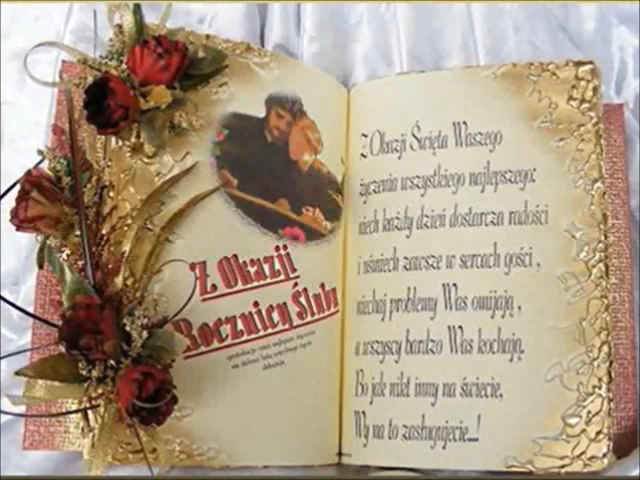 Z Okazji
Rocznicy Ślubu
Z Okazji Święta Waszego
życzenia wszystkiego najlepszego:
niech każdy dzień dostarcza radości
i uśmiech zawsze w sercach gości ,
niechaj problemy Was omijają ,
a wszyscy bardzo Was kochają.
Bo jak nikt inny na świecie,
Wy na to zasługujecie...!